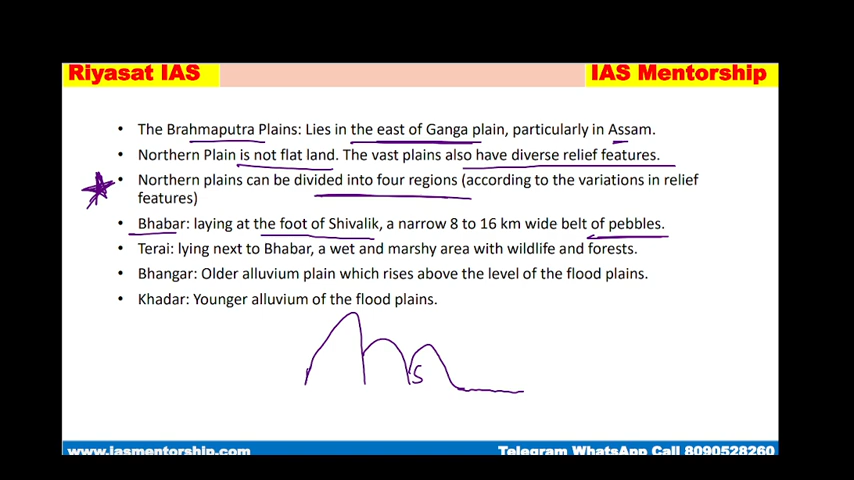 Riyasat IAS
IAS Mentorship
• The Brahmaputra Plains: Lies in the east of Ganga plain, particularly in Assam.
• Northern Plain is not flat land. The vast plains also have diverse relief features.
• Northern plains can be divided into four regions (according to the variations in relief
features)
• Bhabar: laying at the foot of Shivalik, a narrow 8 to 16 km wide belt of pebbles.
• Terai: lying next to Bhabar, a wet and marshy area with wildlife and forests.
• Bhangar: Older alluvium plain which rises above the level of the flood plains.
• Khadar: Younger alluvium of the flood plains.
S
www.iasmentorship.com
Telegram WhatsApp Call 8090528260